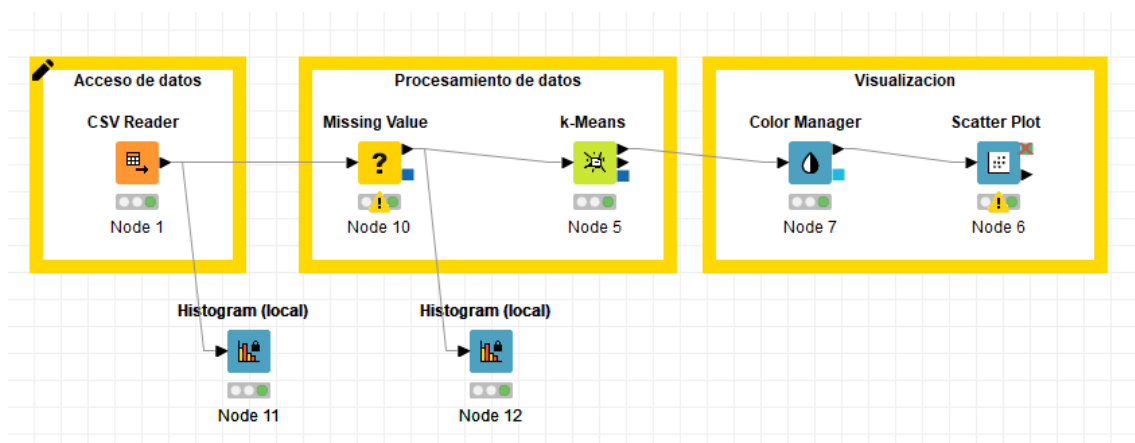 Acceso de datos
Procesamiento de datos
Visualizacion
CSV Reader
Missing Value
k-Means
Color Manager
Scatter Plot
?
!
!
Node 1
Node 10
Node 5
Node 7
Node 6
Histogram (local)
Histogram (local)
Node 11
Node 12